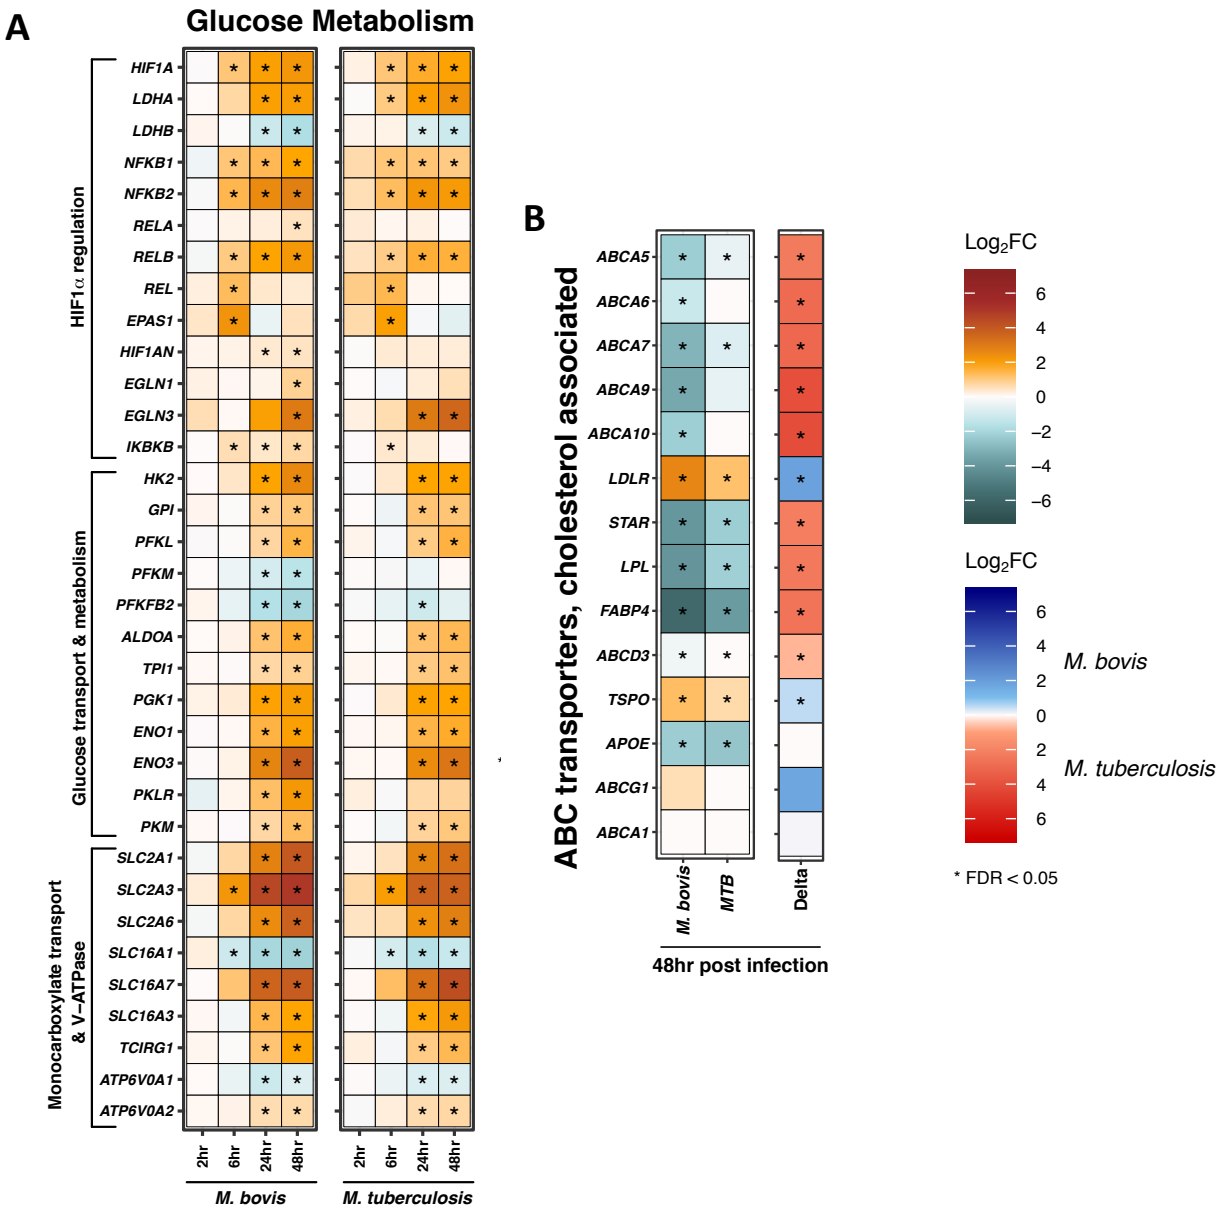 A
Glucose Metabolism
HIF1α regulation
HIF1A
LDHA
LDHB
NFKB1
NFKB2
RELA
RELB
REL
EPAS1
HIF1AN
EGLN1
EGLN3
IKBKB
Glucose transport & metabolism
HK2
GPI
PFKL
PFKM
PFKFB2
ALDOA
TPI1
PGK1
ENO1
ENO3
PKLR
PKM
Monocarboxylate transport
& V−ATPase
SLC2A1
SLC2A3
SLC2A6
SLC16A1
SLC16A7
SLC16A3
TCIRG1
ATP6V0A1
ATP6V0A2
2hr
6hr
24hr
48hr
2hr
6hr
24hr
48hr
M. bovis
M. tuberculosis
B
ABC transporters, cholesterol associated
ABCA5
ABCA6
ABCA7
ABCA9
ABCA10
LDLR
STAR
LPL
FABP4
ABCD3
TSPO
APOE
ABCG1
ABCA1
M. bovis
MTB
Delta
48hr post infection
Log2FC
6
4
2
0
−2
−4
−6
Log2FC
6
4
2
0
2
4
6
M. bovis
M. tuberculosis
* FDR < 0.05